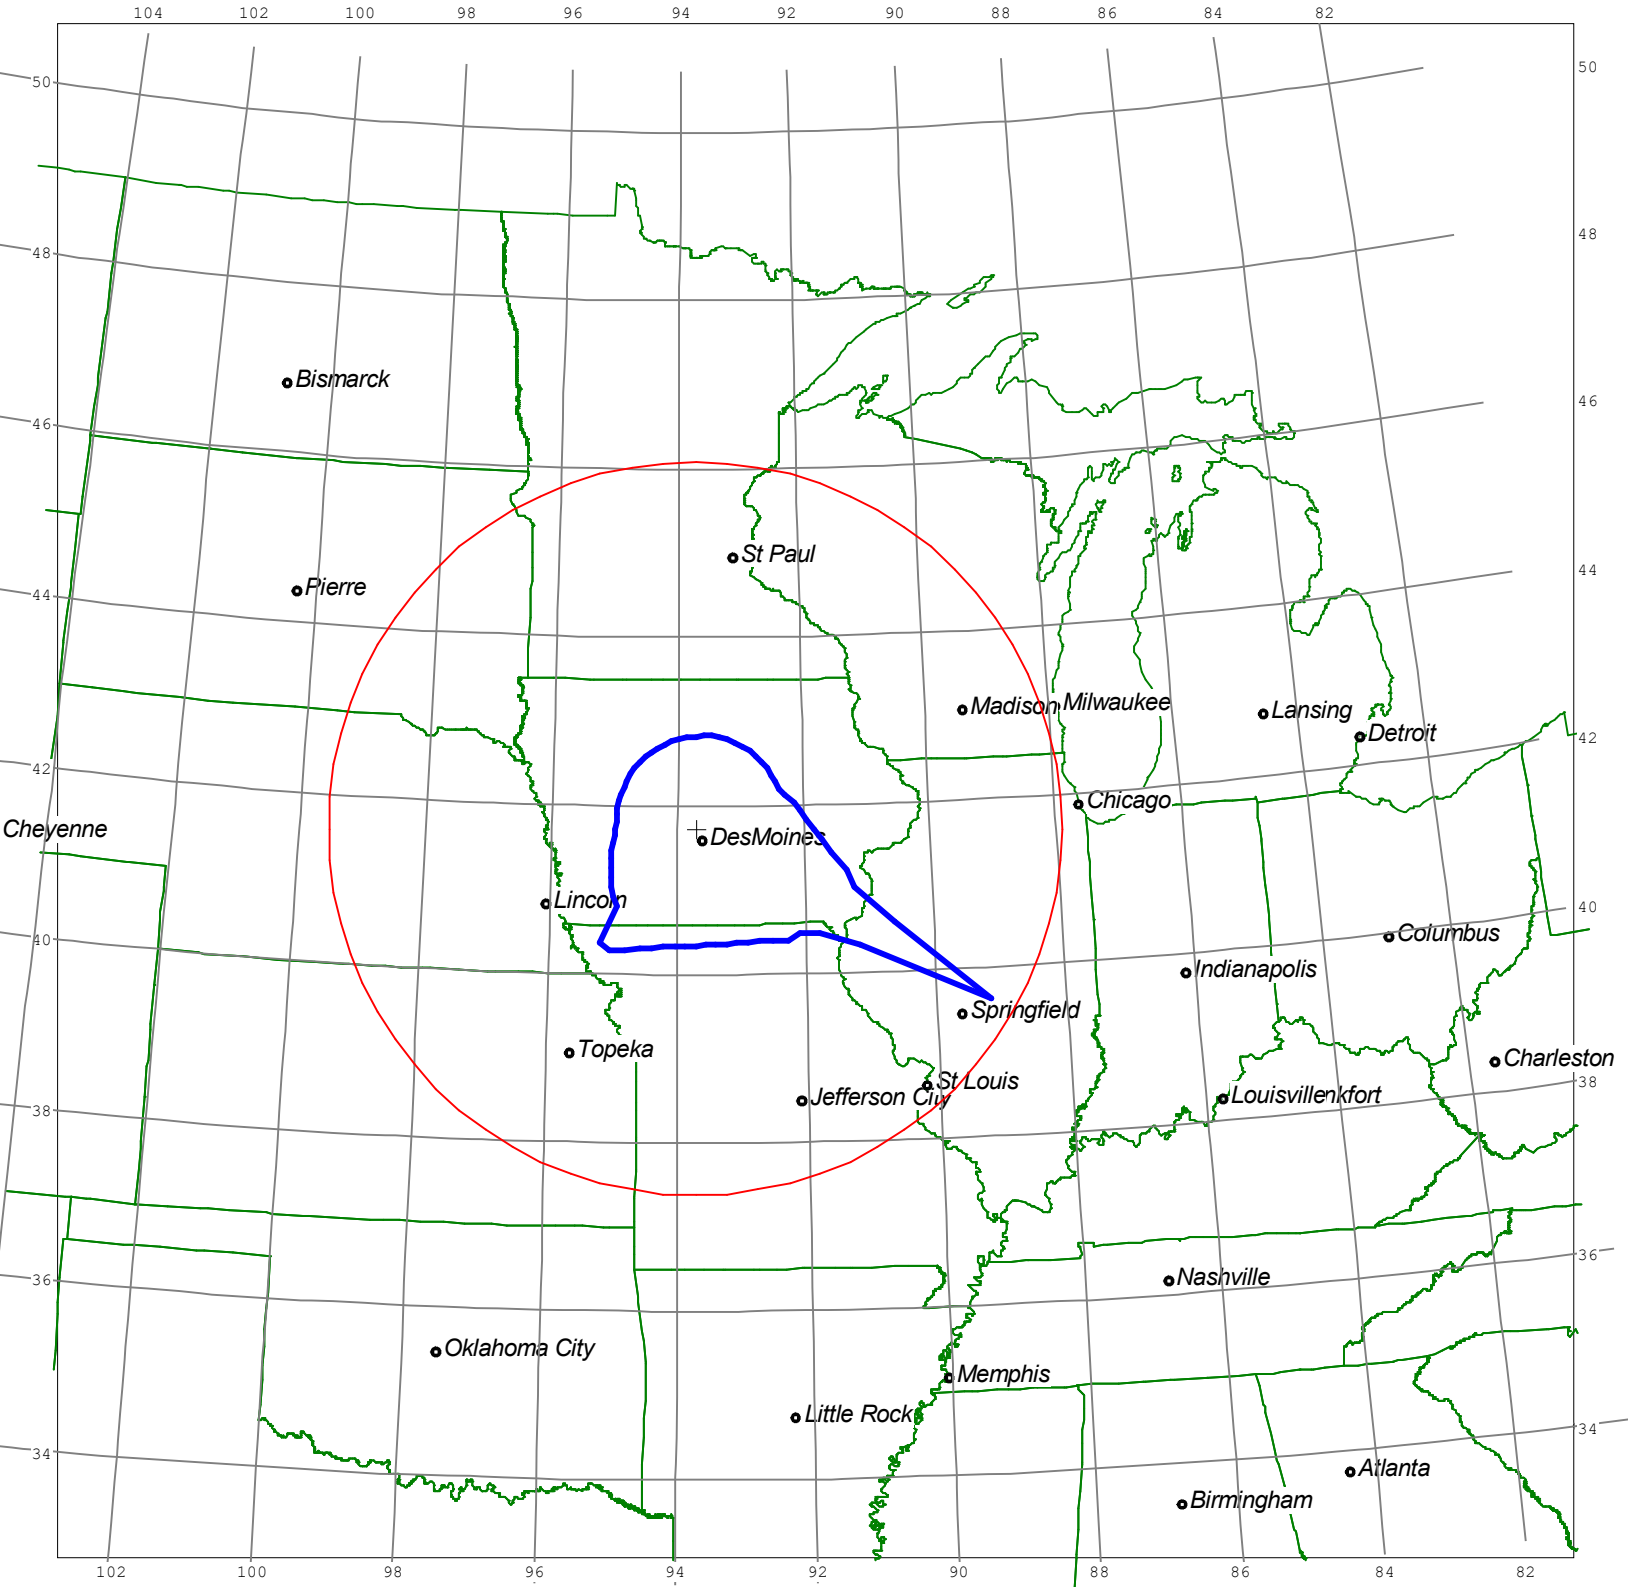 104 102 100 98 96 94 92 90 88 86 84 82
50 50
48 48
Bismarck
46 46
St Paul
44 44
Pierre
Madison Milwaukee Lansing
Detroit
42 42
Chicago
Cheyenne
DesMoines
Lincoln
40 40
Columbus
Indianapolis
Springfield
Topeka
Charleston
St Louis
38 38
Jefferson City
Louisvillenkfort
36 36
Nashville
Oklahoma City
Memphis
Little Rock
34 34
Atlanta
Birmingham
102 100 98 96 94 92 90 88 86 84 82